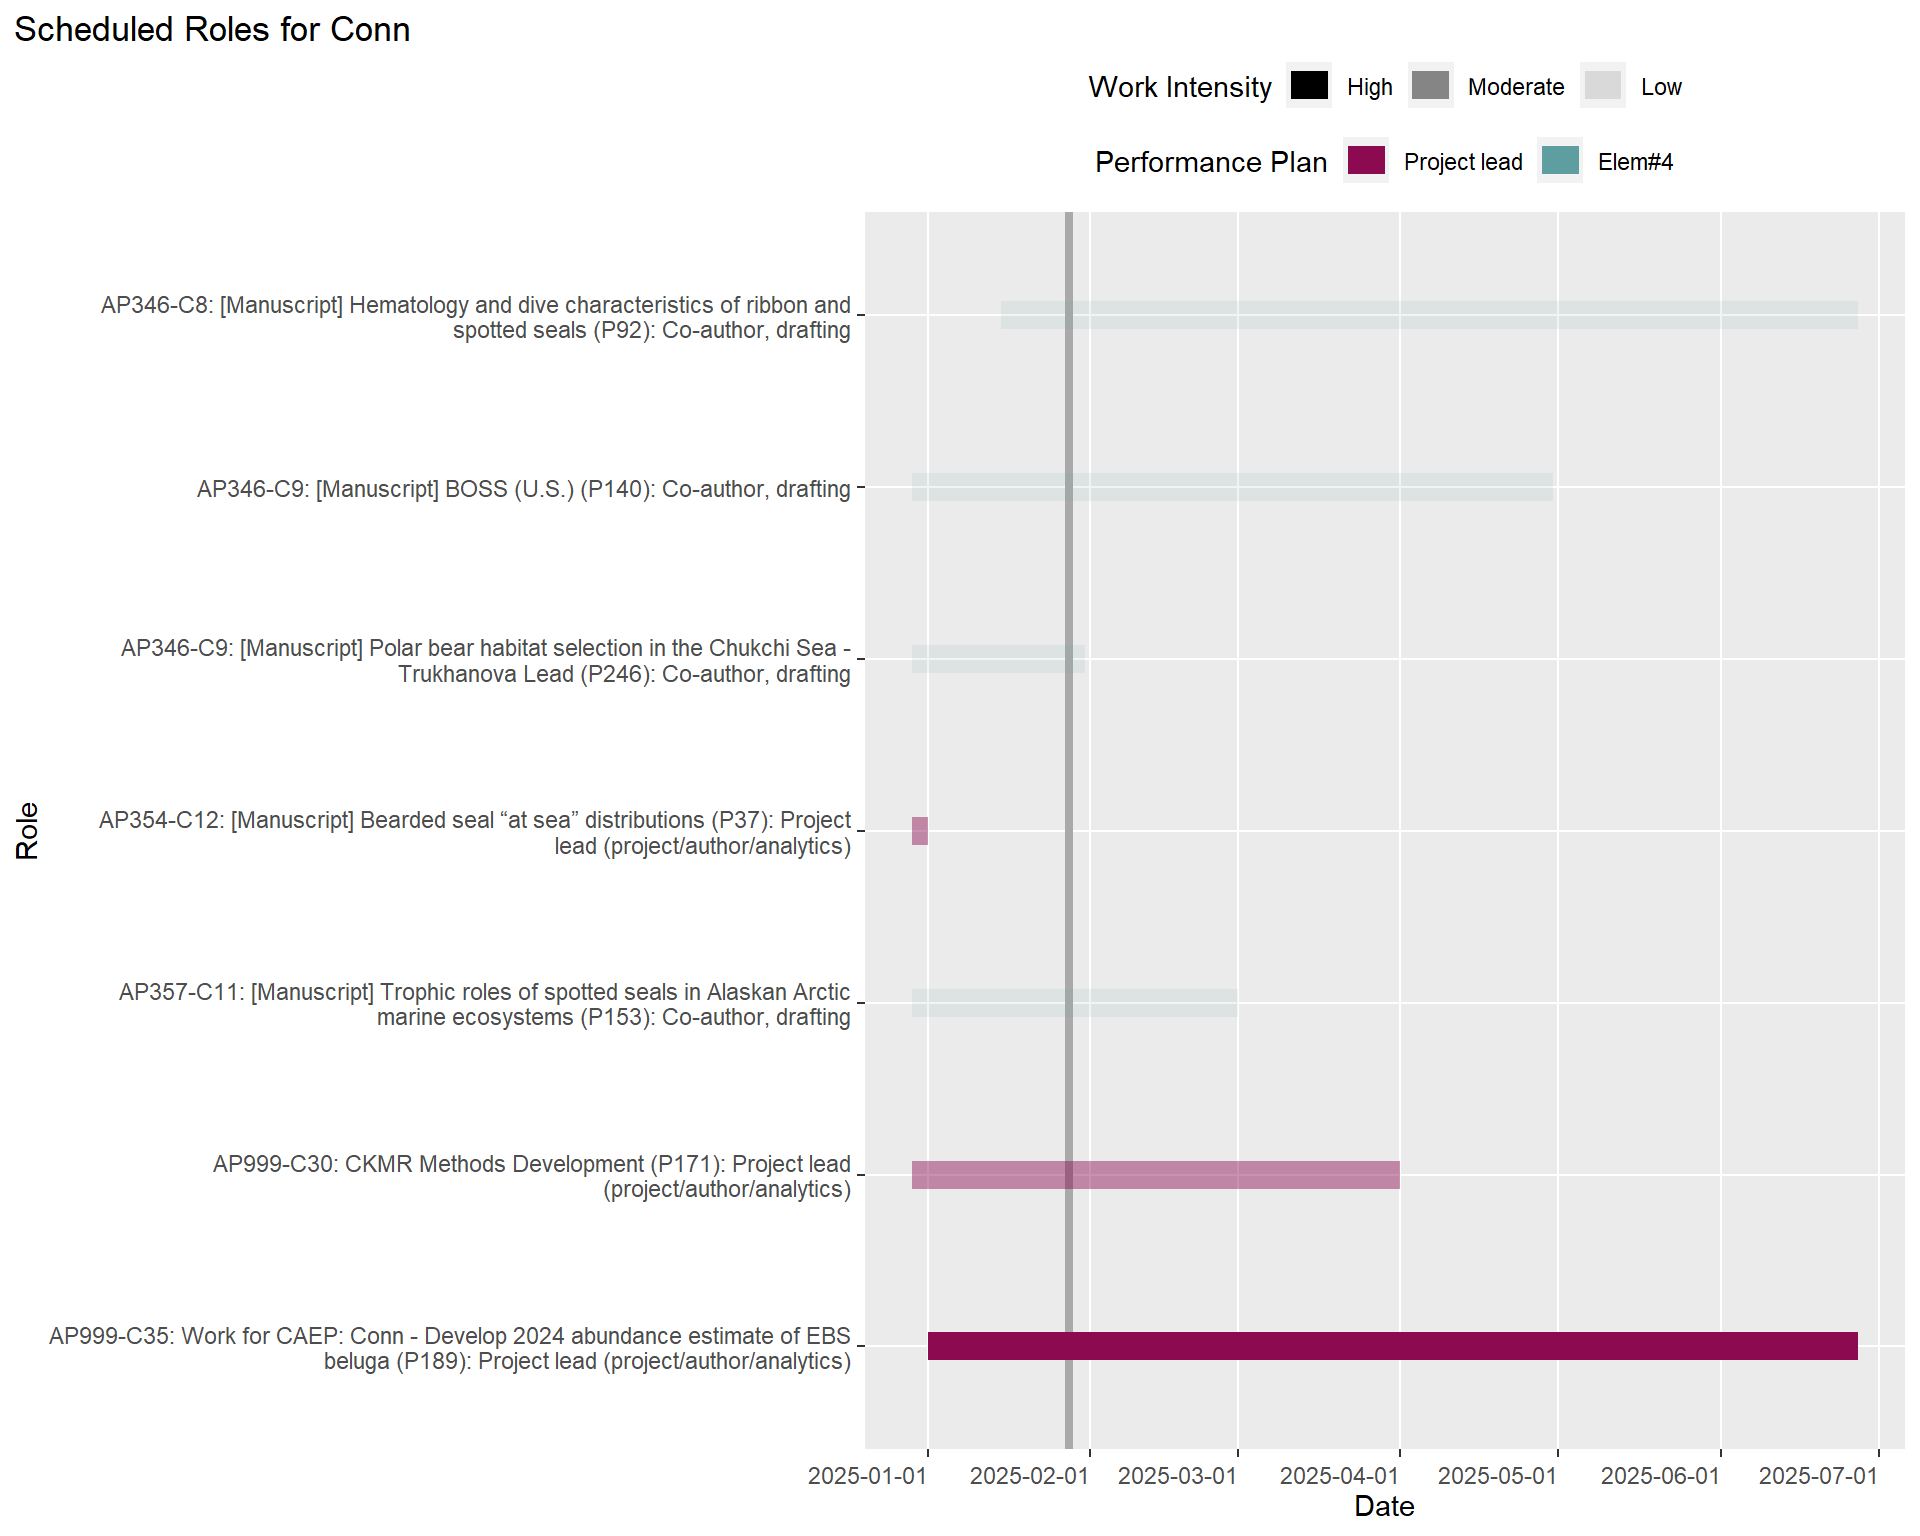 Scheduled Roles for Conn
Work Intensity High Moderate Low
Performance Plan Project lead Elem#4
AP346-C8: [Manuscript] Hematology and dive characteristics of ribbon and
spotted seals (P92): Co-author, drafting
AP346-C9: [Manuscript] BOSS (U.S.) (P140): Co-author, drafting
AP346-C9: [Manuscript] Polar bear habitat selection in the Chukchi Sea -
Trukhanova Lead (P246): Co-author, drafting
AP354-C12: [Manuscript] Bearded seal “at sea” distributions (P37): Project
lead (project/author/analytics)
AP357-C11: [Manuscript] Trophic roles of spotted seals in Alaskan Arctic
marine ecosystems (P153): Co-author, drafting
AP999-C30: CKMR Methods Development (P171): Project lead
(project/author/analytics)
AP999-C35: Work for CAEP: Conn - Develop 2024 abundance estimate of EBS
beluga (P189): Project lead (project/author/analytics)
Role
2025-01-01 2025-02-01 2025-03-01 2025-04-01 2025-05-01 2025-06-01 2025-07-01
Date